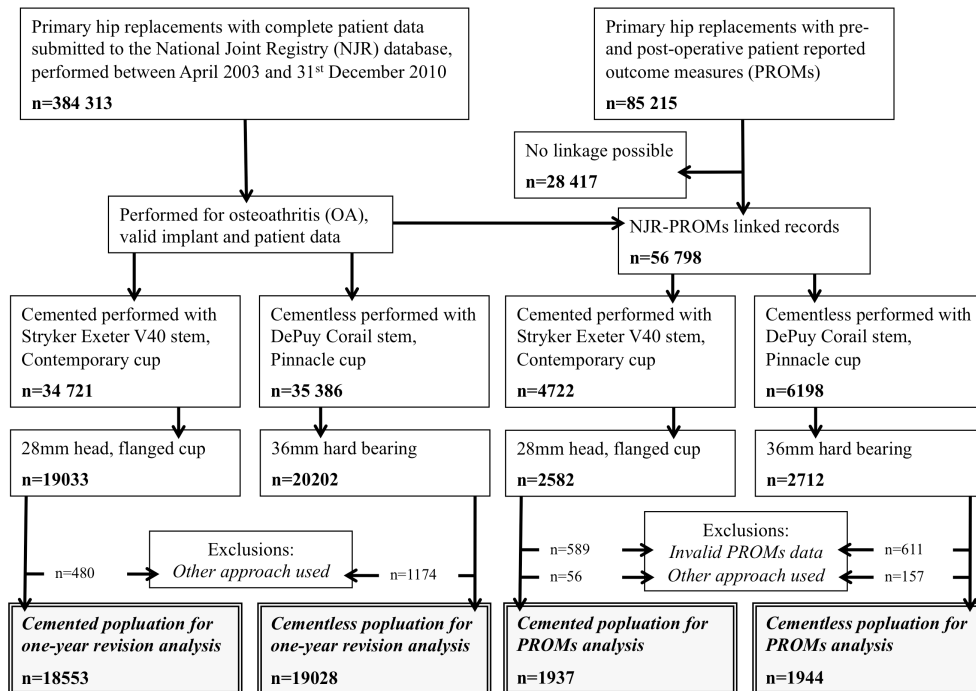 Primary hip replacements with complete patient data
submitted to the National Joint Registry (NJR) database,
performed between April 2003 and 31st December 2010
n=384 313
Primary hip replacements with pre-
and post-operative patient reported
outcome measures (PROMs)
n=85 215
No linkage possible
n=28 417
Performed for osteoathritis (OA),
valid implant and patient data
NJR-PROMs linked records
n=56 798
Cemented performed with
Stryker Exeter V40 stem,
Contemporary cup
n=34 721
Cementless performed with
DePuy Corail stem,
Pinnacle cup
n=35 386
Cemented performed with
Stryker Exeter V40 stem,
Contemporary cup
n=4722
Cementless performed with
DePuy Corail stem,
Pinnacle cup
n=6198
28mm head, flanged cup
n=19033
36mm hard bearing
n=20202
28mm head, flanged cup
n=2582
36mm hard bearing
n=2712
n=480
Exclusions:
Other approach used
n=1174
n=589
n=56
Exclusions:
Invalid PROMs data
Other approach used
n=611
n=157
Cemented popluation for
one-year revision analysis
n=18553
Cementless popluation for
one-year revision analysis
n=19028
Cemented popluation for
PROMs analysis
n=1937
Cementless popluation for
PROMs analysis
n=1944